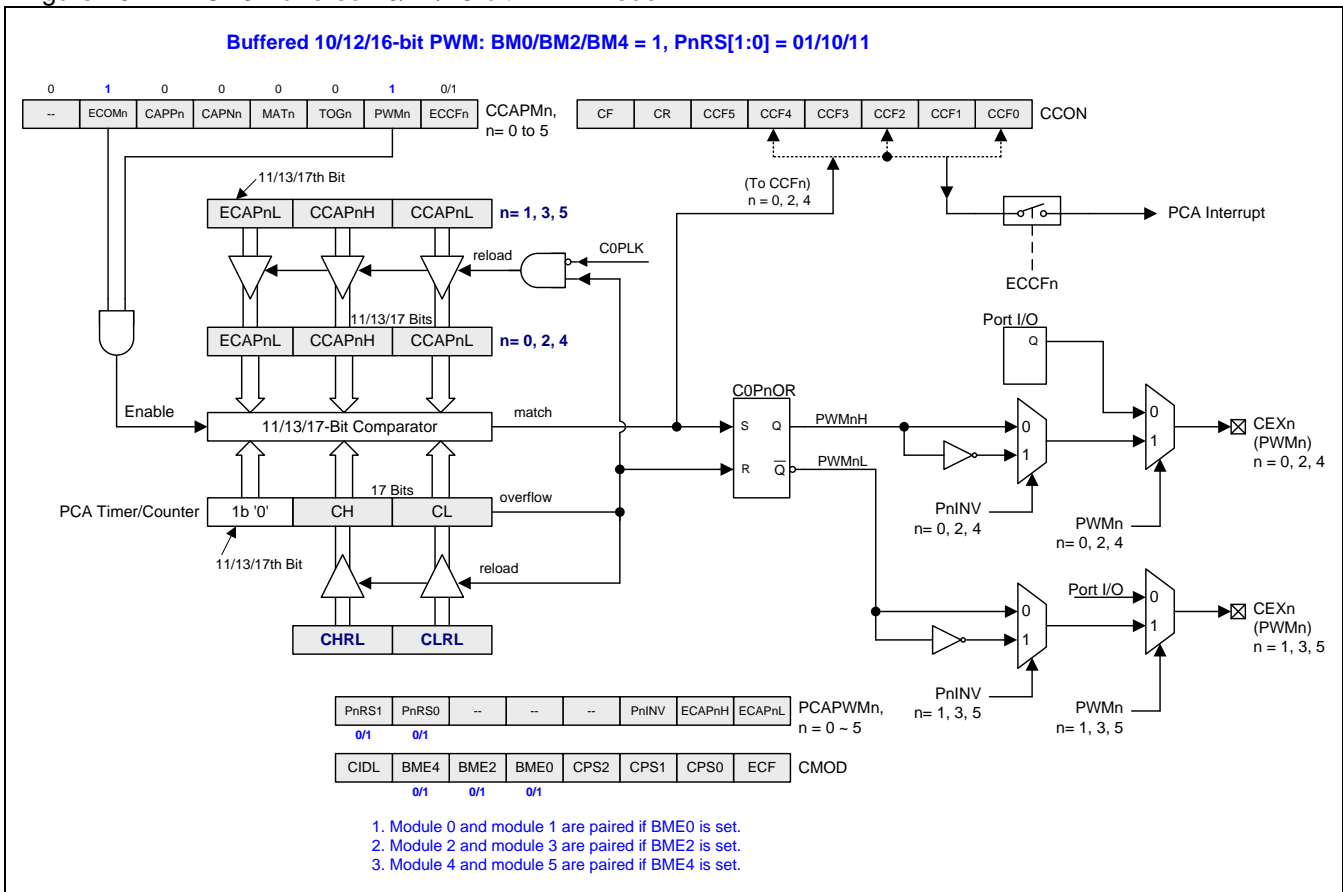 Buffered 10/12/16-bit PWM: BM0/BM2/BM4 = 1, PnRS[1:0] = 01/10/11
0 1 0 0 0 0 1 0/1
-- ECOMn CAPPn CAPNn MATn TOGn PWMn ECCFn
CCAPMn,
n= 0 to 5
CF CR CCF5 CCF4 CCF3 CCF2 CCF1 CCF0 CCON
11/13/17th Bit
ECAPnL CCAPnH CCAPnL n= 1, 3, 5
(To CCFn)
n = 0, 2, 4
PCA Interrupt
ECCFn
reload
C0PLK
11/13/17 Bits
ECAPnL CCAPnH CCAPnL n= 0, 2, 4
Port I/O
Q
Enable
11/13/17-Bit Comparator
match
C0PnOR
S Q
R Q
PWMnH
PWMnL
0
1
0
1
CEXn
(PWMn)
n = 0, 2, 4
PnINV
n= 0, 2, 4
PWMn
n= 0, 2, 4
17 Bits
PCA Timer/Counter
1b '0' CH CL
overflow
11/13/17th Bit
reload
CHRL CLRL
Port I/O
0
1
0
1
CEXn
(PWMn)
n = 1, 3, 5
PnINV
n= 1, 3, 5
PWMn
n= 1, 3, 5
PnRS1 PnRS0 -- -- -- PnINV ECAPnH ECAPnL
PCAPWMn,
n = 0 ~ 5
0/1 0/1
CIDL BME4 BME2 BME0 CPS2 CPS1 CPS0 ECF CMOD
0/1 0/1 0/1
1. Module 0 and module 1 are paired if BME0 is set.
2. Module 2 and module 3 are paired if BME2 is set.
3. Module 4 and module 5 are paired if BME4 is set.